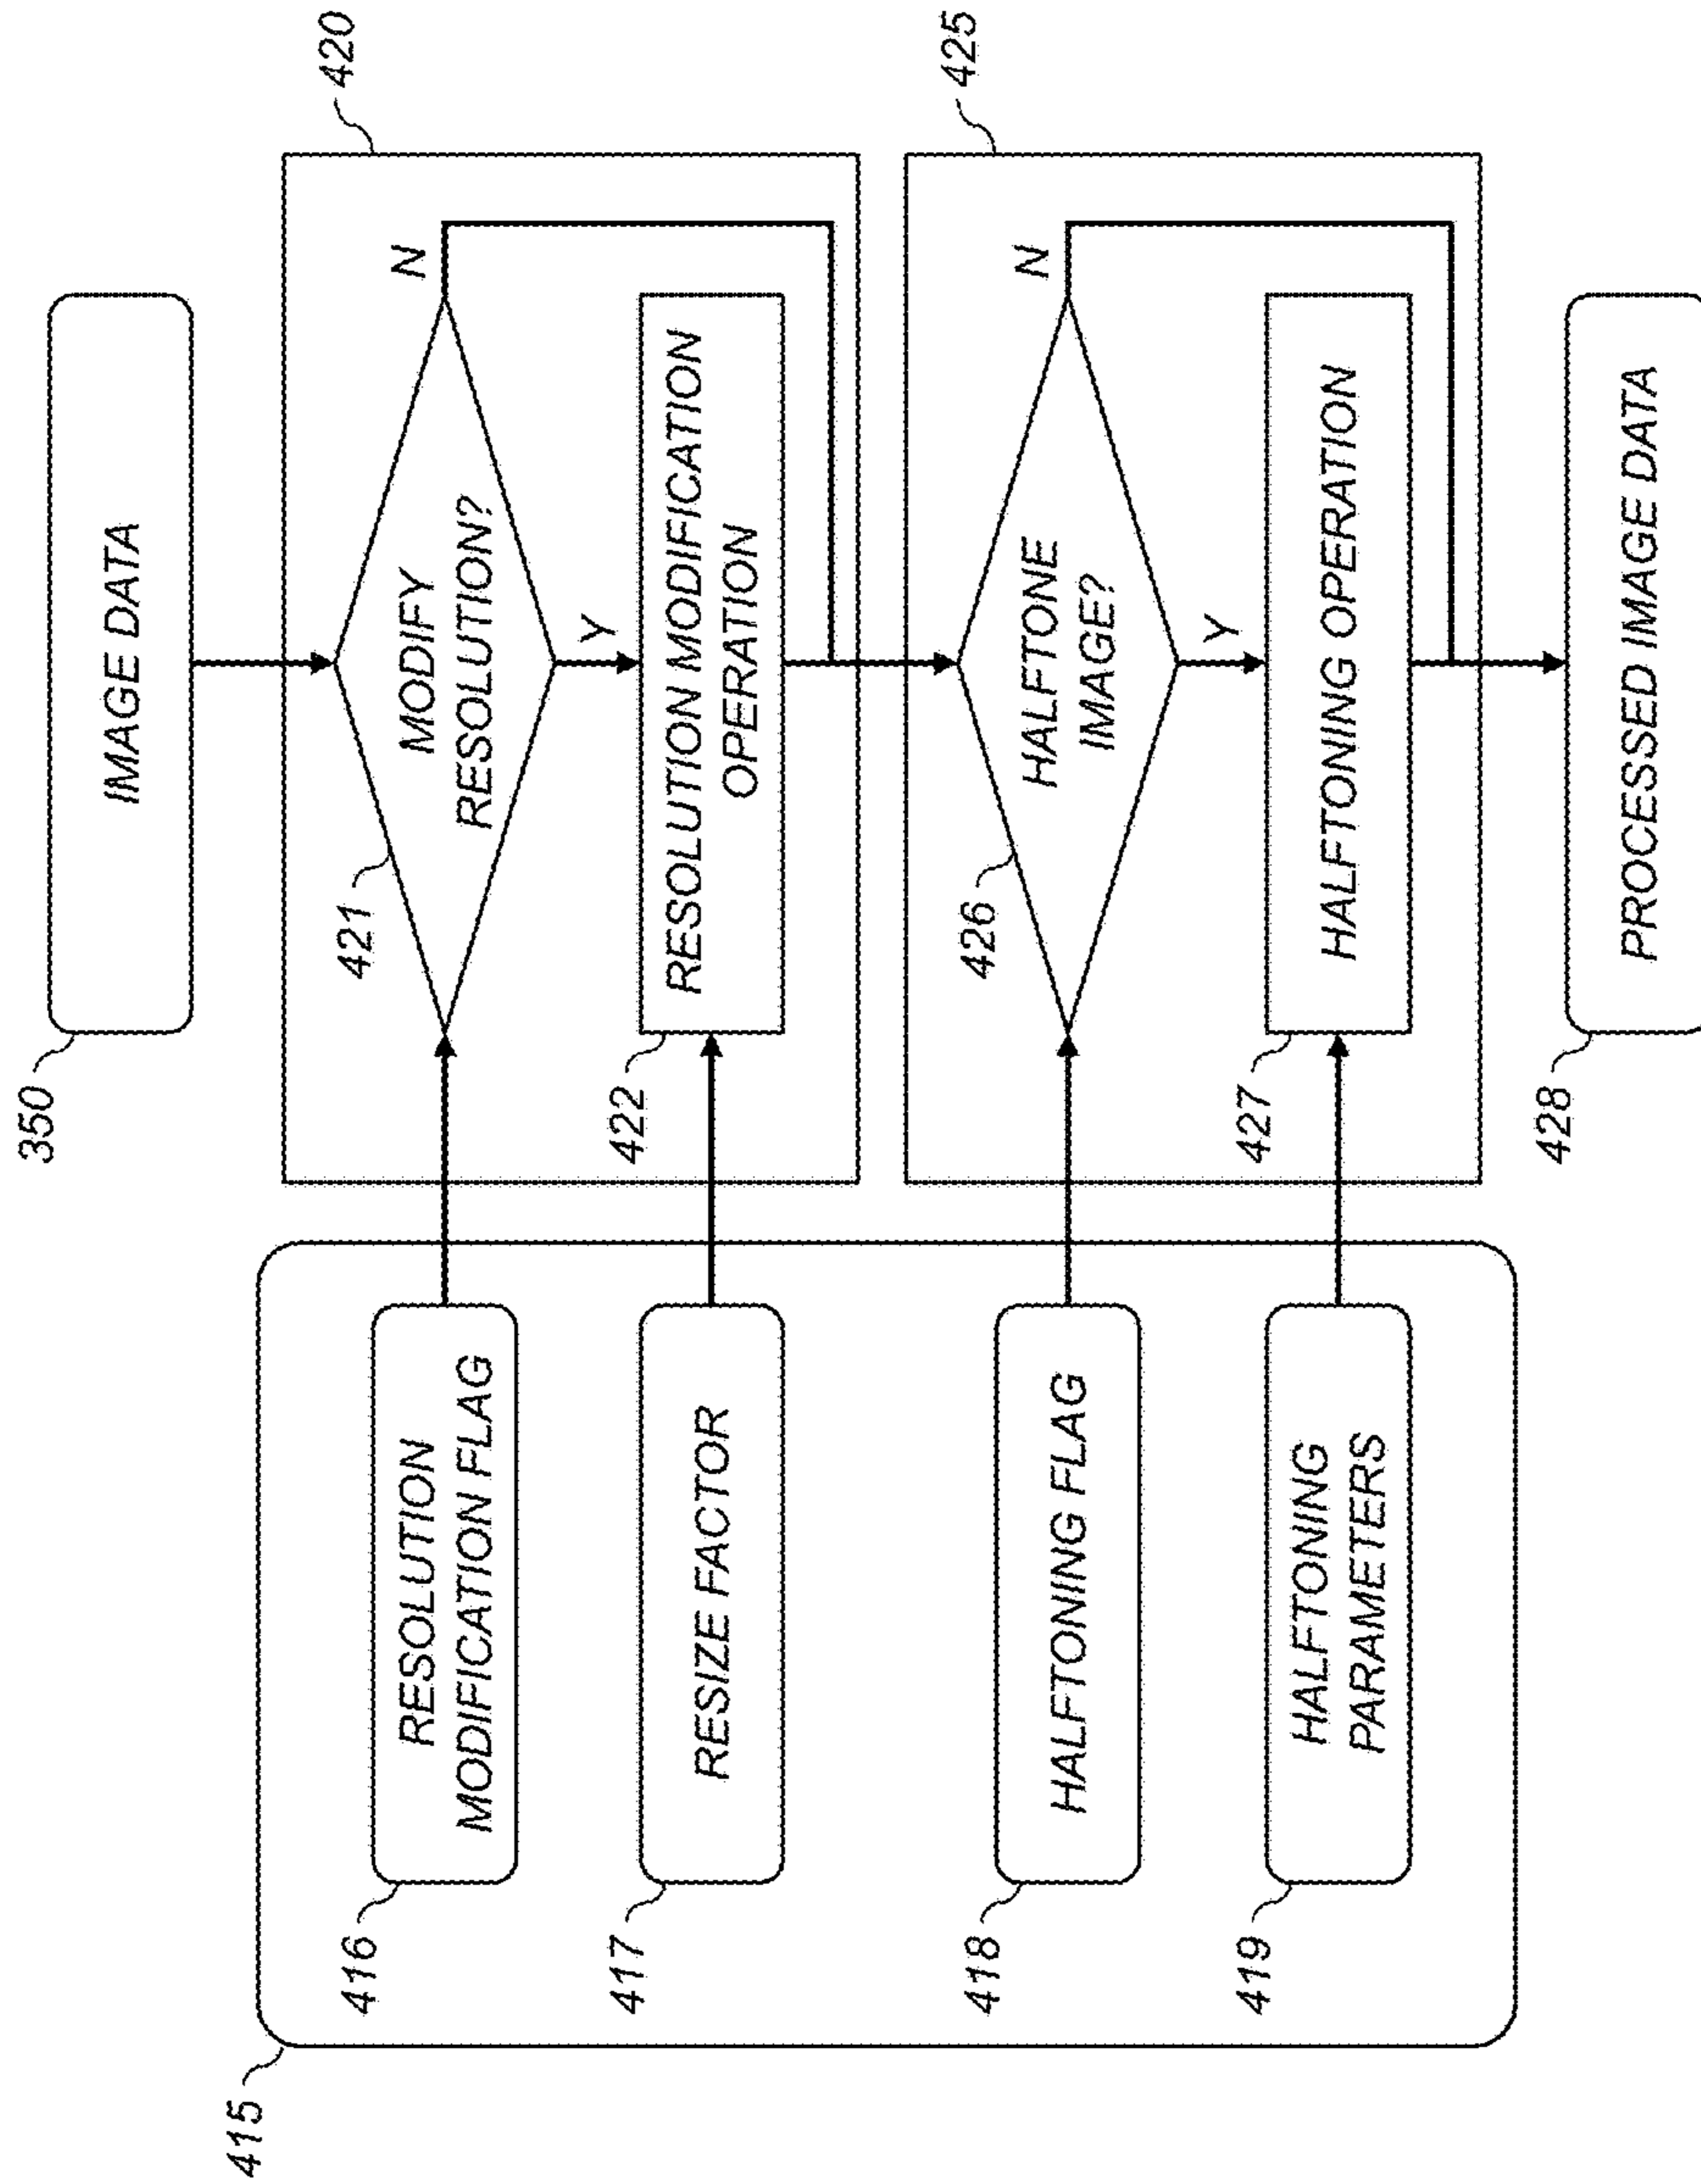 350
IMAGE DATA
420
421
MODIFY
RESOLUTION?
N
Y
422
RESOLUTION MODIFICATION
OPERATION
425
426
HALFTONE
IMAGE?
N
Y
427
HALFTONING OPERATION
428
PROCESSED IMAGE DATA
415
416
RESOLUTION
MODIFICATION FLAG
417
RESIZE FACTOR
418
HALFTONING FLAG
419
HALFTONING
PARAMETERS